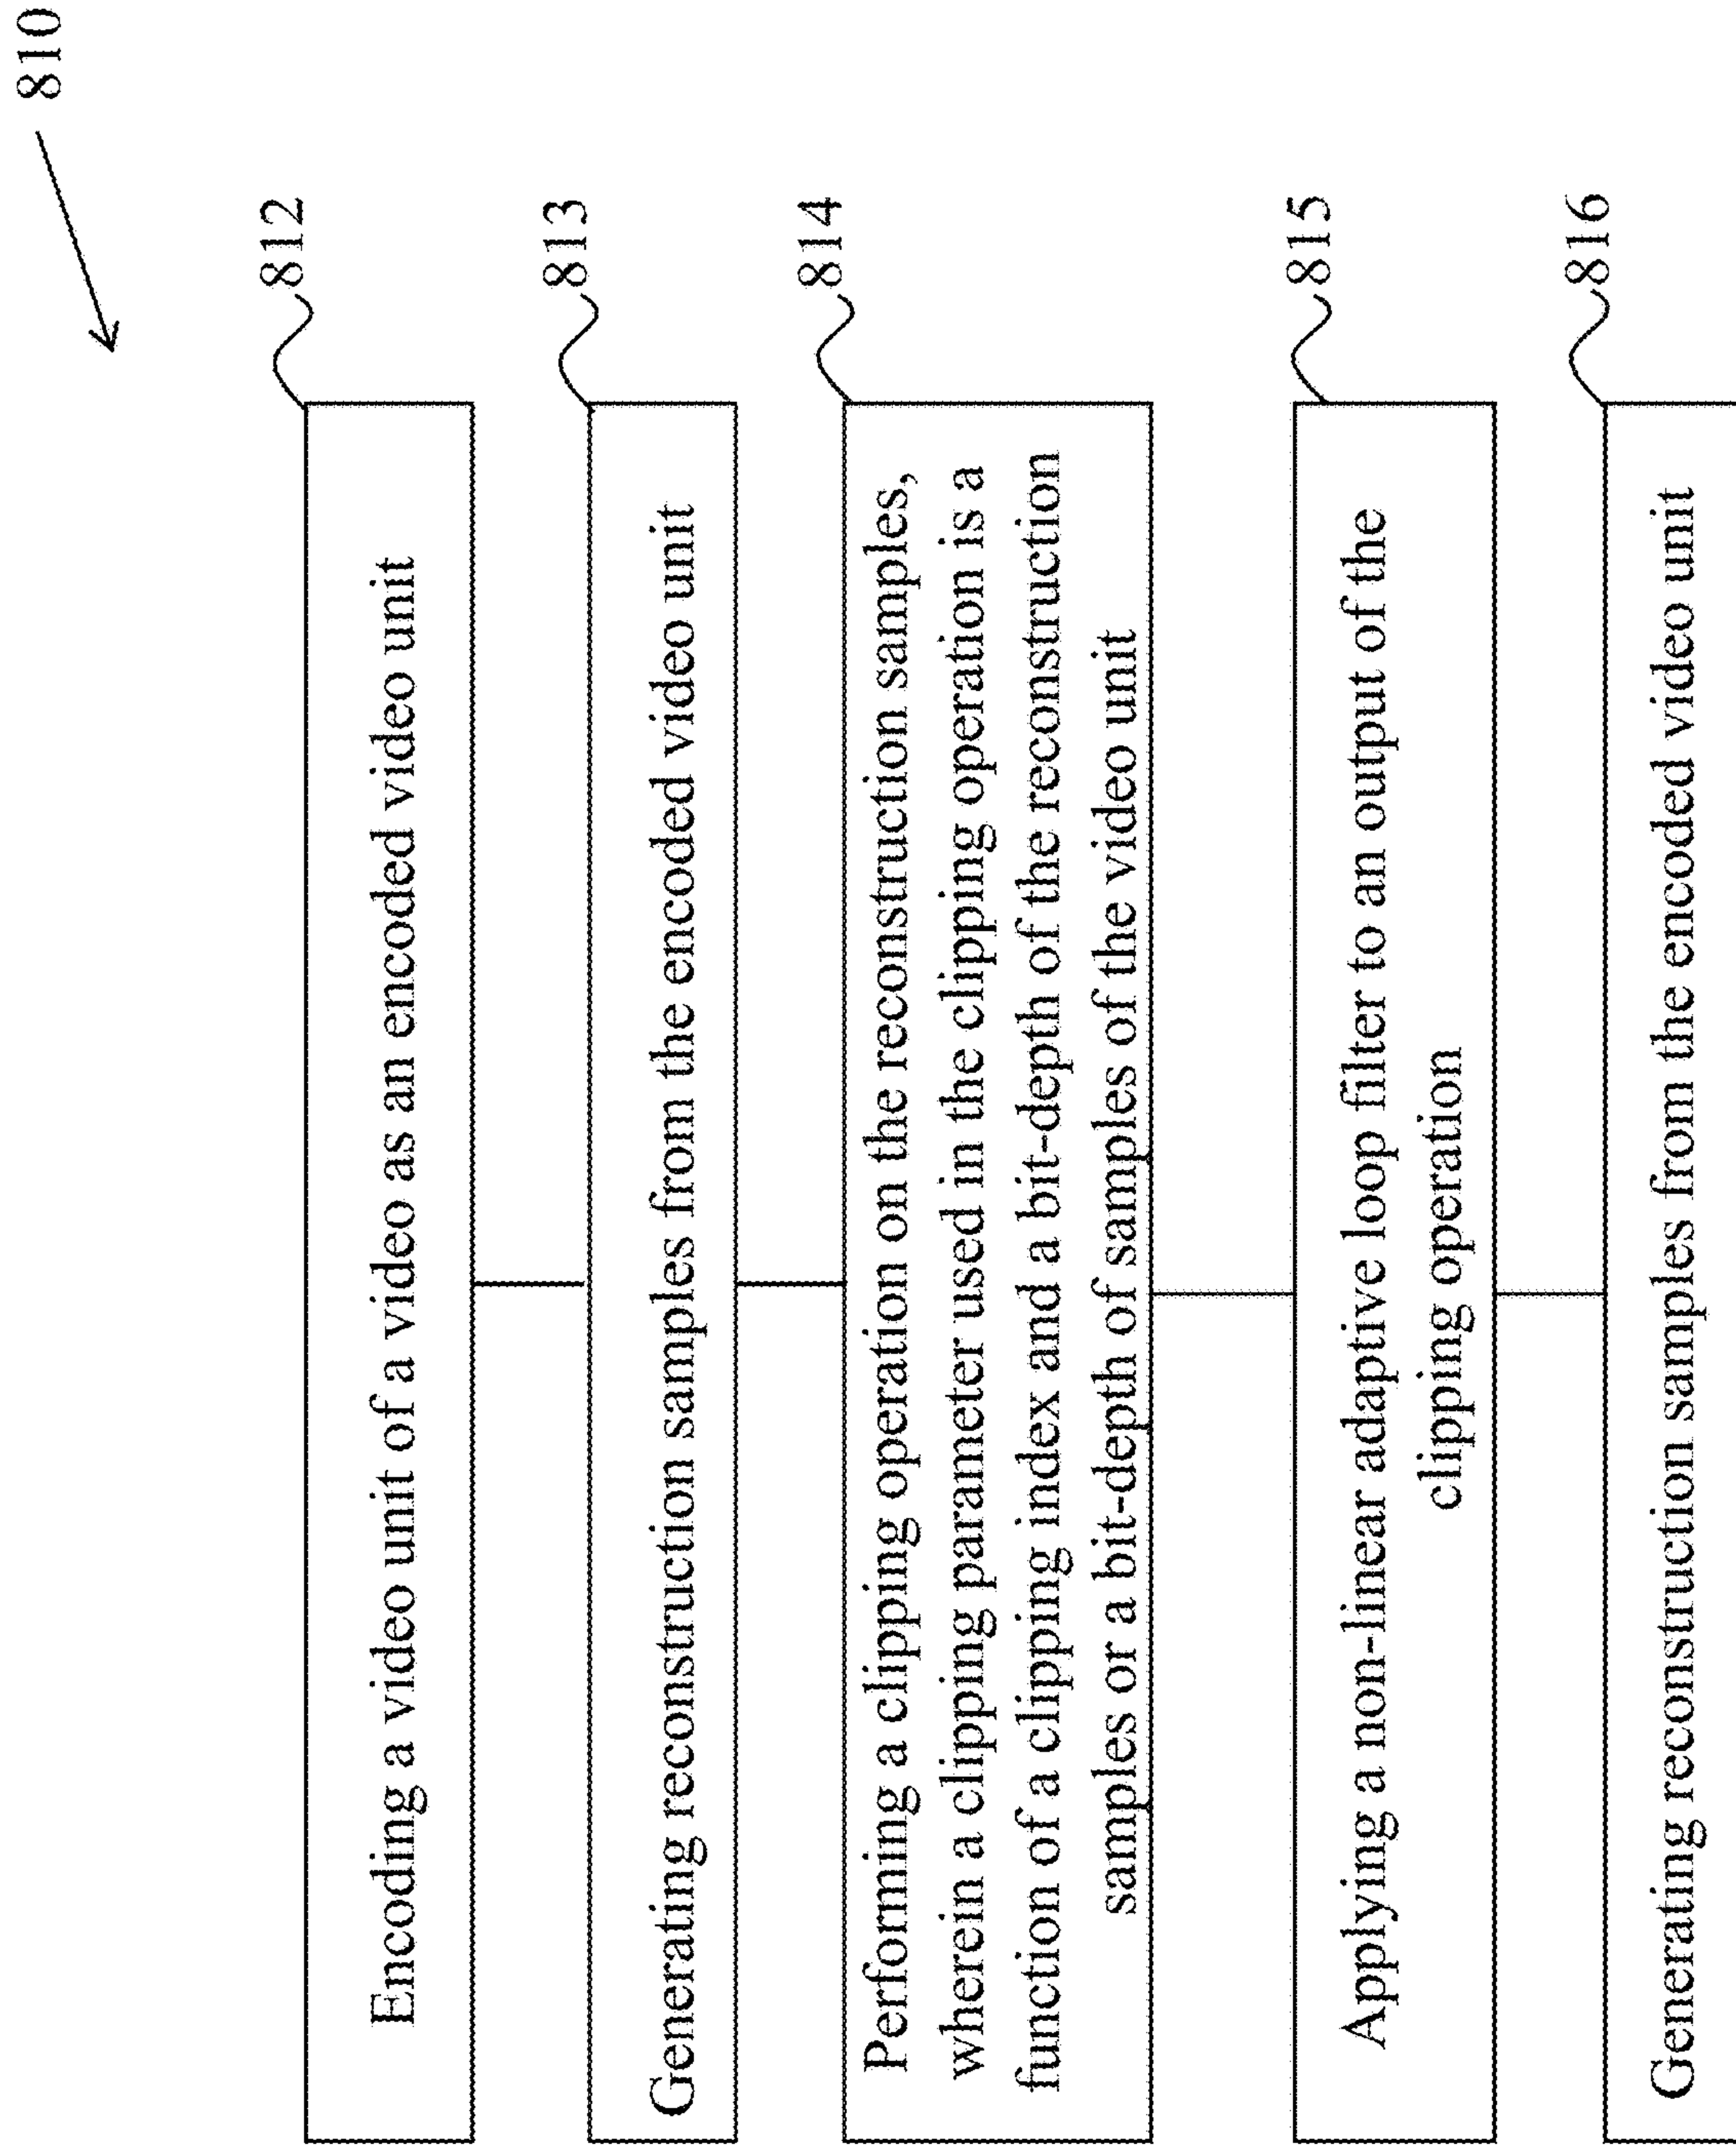 810
812
Encoding a video unit of a video as an encoded video unit
813
Generating reconstruction samples from the encoded video unit
814
Performing a clipping operation on the reconstruction samples,
wherein a clipping parameter used in the clipping operation is a
function of a clipping index and a bit-depth of the reconstruction
samples or a bit-depth of samples of the video unit
815
Applying a non-linear adaptive loop filter to an output of the
clipping operation
816
Generating reconstruction samples from the encoded video unit